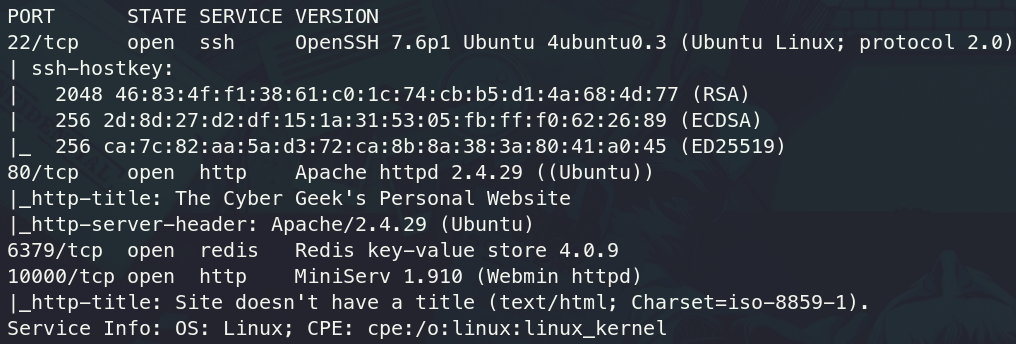 PORT      STATE SERVICE VERSION
22/tcp    open  ssh     OpenSSH 7.6p1 Ubuntu 4ubuntu0.3 (Ubuntu Linux; protocol 2.0)
| ssh-hostkey:
|   2048 46:83:4f:f1:38:61:c0:1c:74:cb:b5:d1:4a:68:4d:77 (RSA)
|   256 2d:8d:27:d2:df:15:1a:31:53:05:fb:ff:f0:62:26:89 (ECDSA)
|_  256 ca:7c:82:aa:5a:d3:72:ca:8b:8a:38:3a:80:41:a0:45 (ED25519)
80/tcp    open  http    Apache httpd 2.4.29 ((Ubuntu))
|_http-title: The Cyber Geek's Personal Website
|_http-server-header: Apache/2.4.29 (Ubuntu)
6379/tcp  open  redis   Redis key-value store 4.0.9
10000/tcp open  http    MiniServ 1.910 (Webmin httpd)
|_http-title: Site doesn't have a title (text/html; Charset=iso-8859-1).
Service Info: OS: Linux; CPE: cpe:/o:linux:linux_kernel